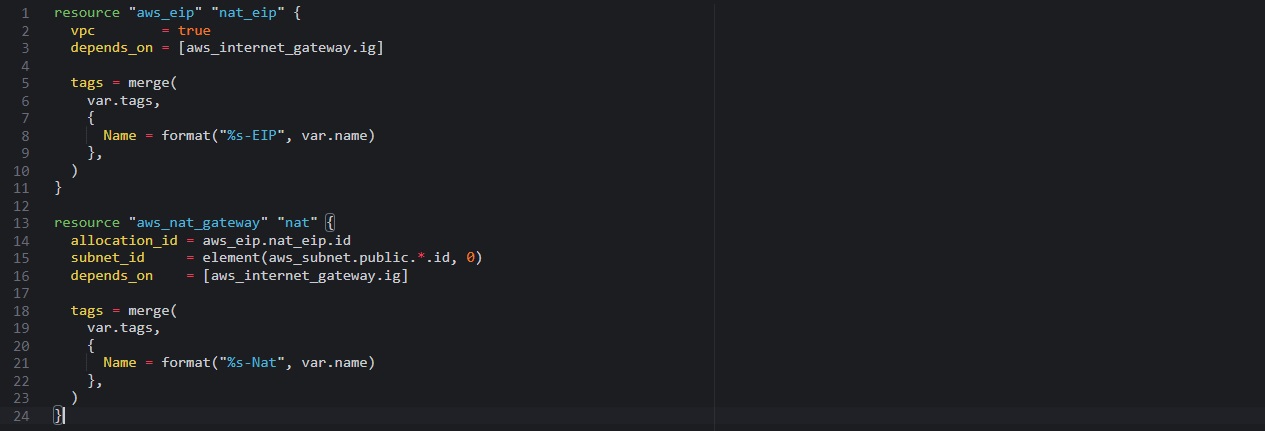 1 resource "aws_eip" "nat_eip" {
2   vpc        = true
3   depends_on = [aws_internet_gateway.ig]
4
5   tags = merge(
6     var.tags,
7     {
8       Name = format("%s-EIP", var.name)
9     },
10   )
11 }
12
13 resource "aws_nat_gateway" "nat" {
14   allocation_id = aws_eip.nat_eip.id
15   subnet_id     = element(aws_subnet.public.*.id, 0)
16   depends_on    = [aws_internet_gateway.ig]
17
18   tags = merge(
19     var.tags,
20     {
21       Name = format("%s-Nat", var.name)
22     },
23   )
24 }